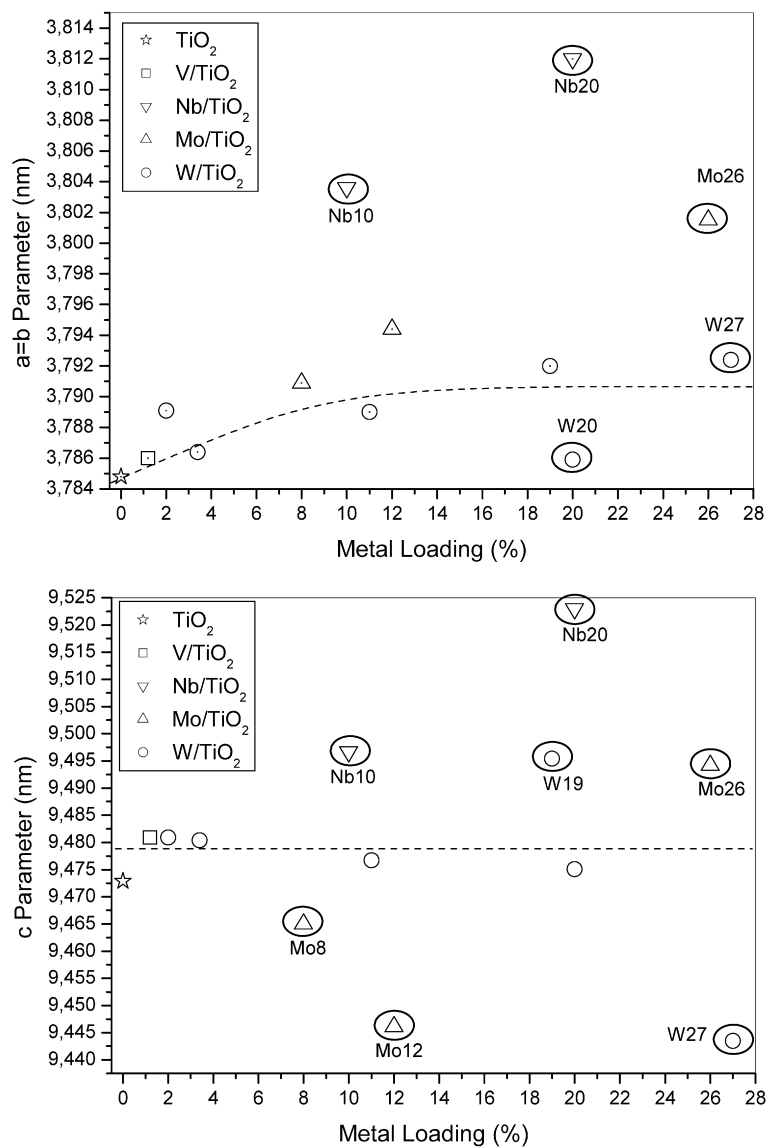 3,814
3,812
3,810
3,808
3,806
3,804
3,802
3,800
3,798
3,796
3,794
3,792
3,790
3,788
3,786
3,784
a=b Parameter (nm)
TiO2
V/TiO2
Nb/TiO2
Mo/TiO2
W/TiO2
Nb20
Nb10
Mo26
W27
W20
0 2 4 6 8 10 12 14 16 18 20 22 24 26 28
Metal Loading (%)
9,525
9,520
9,515
9,510
9,505
9,500
9,495
9,490
9,485
9,480
9,475
9,470
9,465
9,460
9,455
9,450
9,445
9,440
c Parameter (nm)
TiO2
V/TiO2
Nb/TiO2
Mo/TiO2
W/TiO2
Nb20
Nb10
W19
Mo26
Mo8
Mo12
W27
0 2 4 6 8 10 12 14 16 18 20 22 24 26 28
Metal Loading (%)